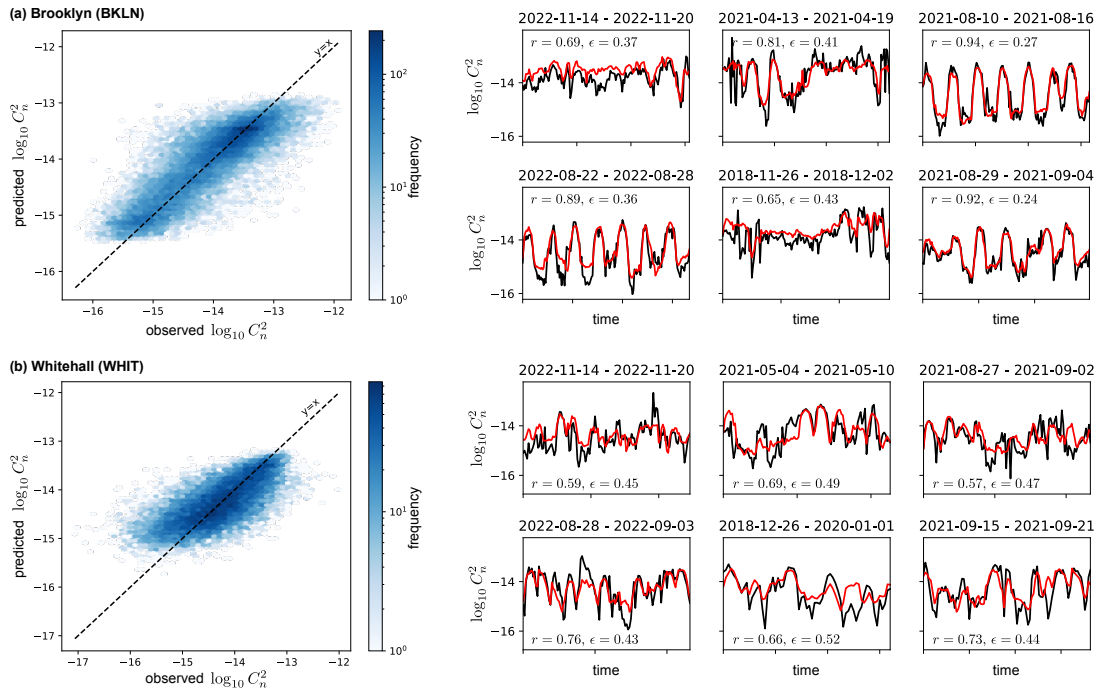 (a) Brooklyn (BKLN)
y=x
−12
−13
−14
−15
−16
predicted log₁₀ Cₙ²
−16 −15 −14 −13 −12
observed log₁₀ Cₙ²
10²
10¹
10⁰
frequency
2022-11-14 - 2022-11-20
r = 0.69, ϵ = 0.37
2021-04-13 - 2021-04-19
r = 0.81, ϵ = 0.41
2021-08-10 - 2021-08-16
r = 0.94, ϵ = 0.27
log₁₀ Cₙ²
−14
−16
2022-08-22 - 2022-08-28
r = 0.89, ϵ = 0.36
2018-11-26 - 2018-12-02
r = 0.65, ϵ = 0.43
2021-08-29 - 2021-09-04
r = 0.92, ϵ = 0.24
log₁₀ Cₙ²
−14
−16
time time time
(b) Whitehall (WHIT)
y=x
−12
−13
−14
−15
−16
−17
predicted log₁₀ Cₙ²
−17 −16 −15 −14 −13 −12
observed log₁₀ Cₙ²
10¹
10⁰
frequency
2022-11-14 - 2022-11-20
r = 0.59, ϵ = 0.45
2021-05-04 - 2021-05-10
r = 0.69, ϵ = 0.49
2021-08-27 - 2021-09-02
r = 0.57, ϵ = 0.47
log₁₀ Cₙ²
−14
−16
2022-08-28 - 2022-09-03
r = 0.76, ϵ = 0.43
2018-12-26 - 2020-01-01
r = 0.66, ϵ = 0.52
2021-09-15 - 2021-09-21
r = 0.73, ϵ = 0.44
log₁₀ Cₙ²
−14
−16
time time time